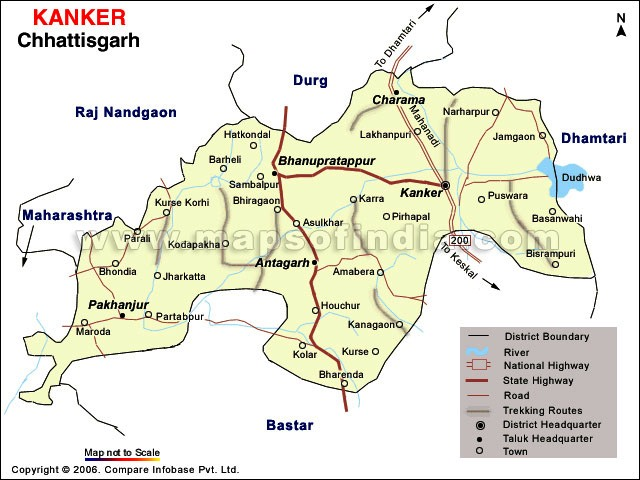 KANKER
Chhattisgarh
N
To Dhamtari
Durg
Raj Nandgaon
Charama
Mahanadi
Narharpur
Hatkondal
Lakhanpuri
Jamgaon
Dhamtari
Barheli
Bhanupratappur
Dudhwa
Sambalpur
Kanker
Puswara
Kurse Korhi
Bhiragaon
Karra
Basanwahi
Maharashtra
Asulkhar
Pirhapal
Parali
Kodapakha
www.mapsofindia.com
200
To Keskal
Bisrampuri
Bhondia
Jharkatta
Antagarh
Amabera
Pakhanjur
Partabpur
Houchur
Maroda
Kanagaon
Kolar
Kurse
Bharenda
Bastar
District Boundary
River
National Highway
State Highway
Road
Trekking Routes
District Headquarter
Taluk Headquarter
Town
Map not to Scale
Copyright © 2006. Compare Infobase Pvt. Ltd.